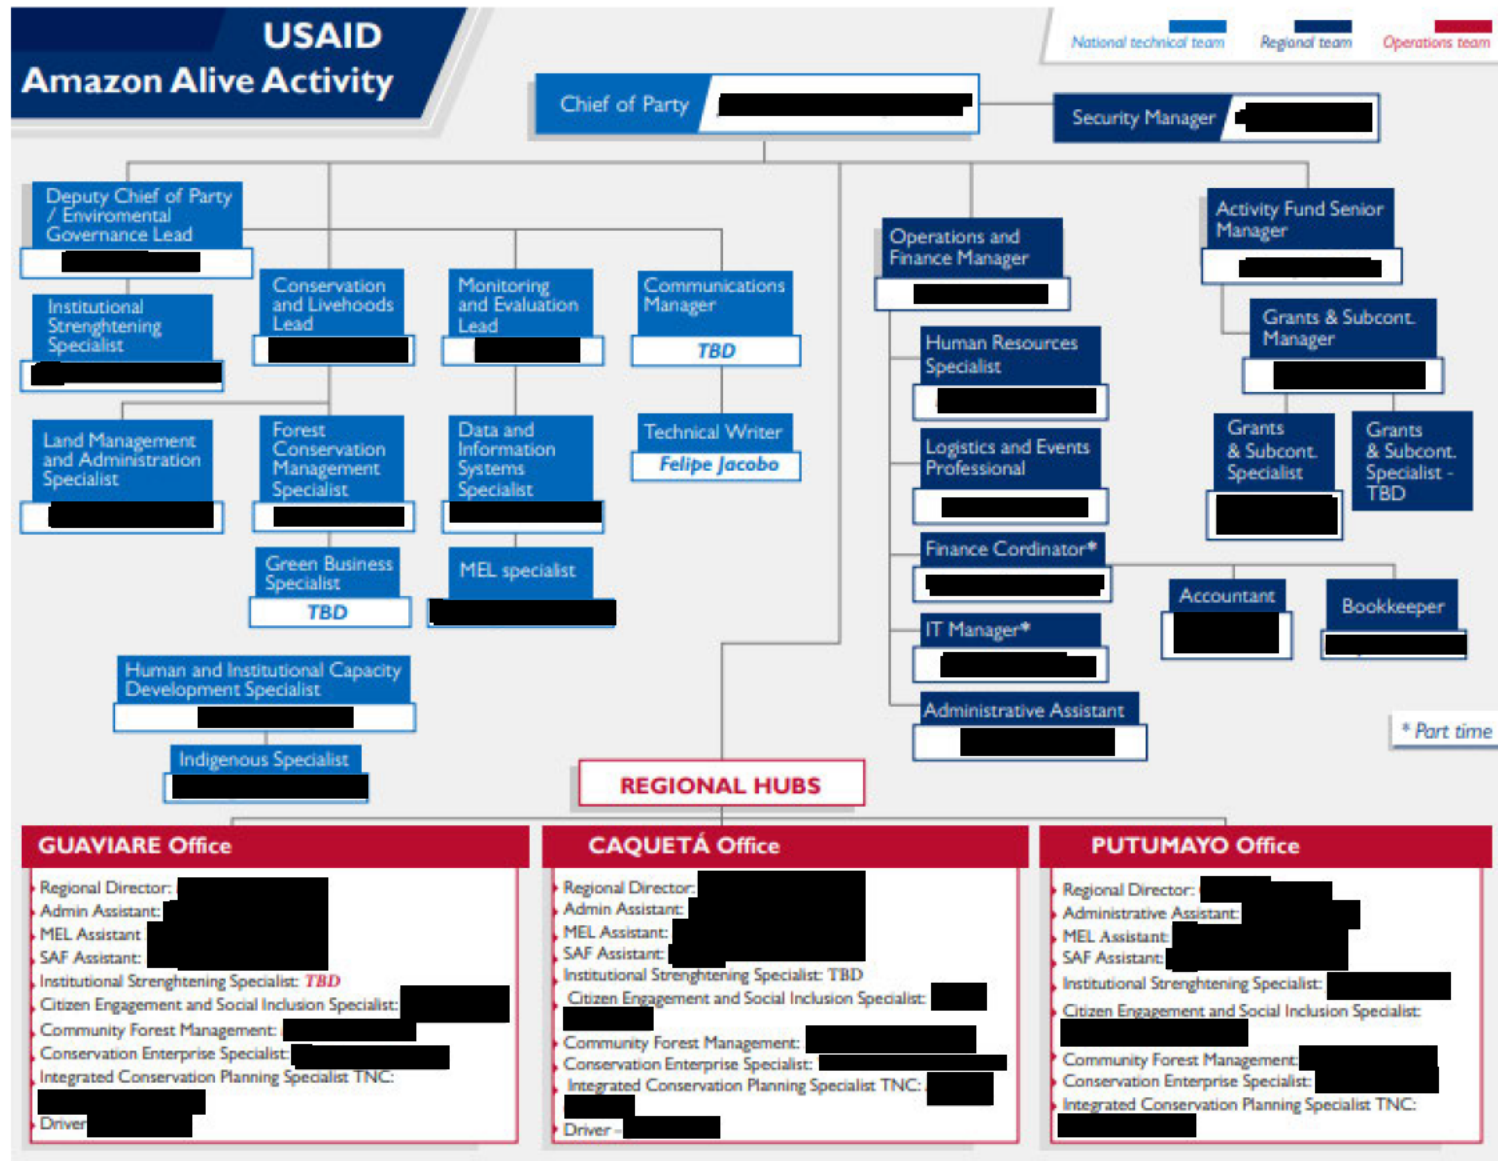 USAID
Amazon Alive Activity
National technical team
Regional team
Operations team
Chief of Party
Security Manager
Deputy Chief of Party
/ Enviromental
Governance Lead
Institutional
Strenghtening
Specialist
Conservation
and Livehoods
Lead
Monitoring
and Evaluation
Lead
Communications
Manager
TBD
Operations and
Finance Manager
Activity Fund Senior
Manager
Grants & Subcont.
Manager
Human Resources
Specialist
Land Management
and Administration
Specialist
Forest
Conservation
Management
Specialist
Data and
Information
Systems
Specialist
Technical Writer
Felipe Jacobo
Logistics and Events
Professional
Grants
& Subcont.
Specialist
Grants
& Subcont.
Specialist -
TBD
Green Business
Specialist
TBD
MEL specialist
Finance Cordinator*
Accountant
Bookkeeper
IT Manager*
Human and Institutional Capacity
Development Specialist
Administrative Assistant
* Part time
Indigenous Specialist
REGIONAL HUBS
GUAVIARE Office
Regional Director:
Admin Assistant:
MEL Assistant
SAF Assistant:
Institutional Strenghtening Specialist: TBD
Citizen Engagement and Social Inclusion Specialist:
Community Forest Management:
Conservation Enterprise Specialist:
Integrated Conservation Planning Specialist TNC:
Driver
CAQUETÁ Office
Regional Director:
Admin Assistant:
MEL Assistant:
SAF Assistant:
Institutional Strenghtening Specialist: TBD
Citizen Engagement and Social Inclusion Specialist:
Community Forest Management:
Conservation Enterprise Specialist:
Integrated Conservation Planning Specialist TNC:
Driver -
PUTUMAYO Office
Regional Director:
Administrative Assistant:
MEL Assistant:
SAF Assistant:
Institutional Strenghtening Specialist:
Citizen Engagement and Social Inclusion Specialist:
Community Forest Management:
Conservation Enterprise Specialist:
Integrated Conservation Planning Specialist TNC: